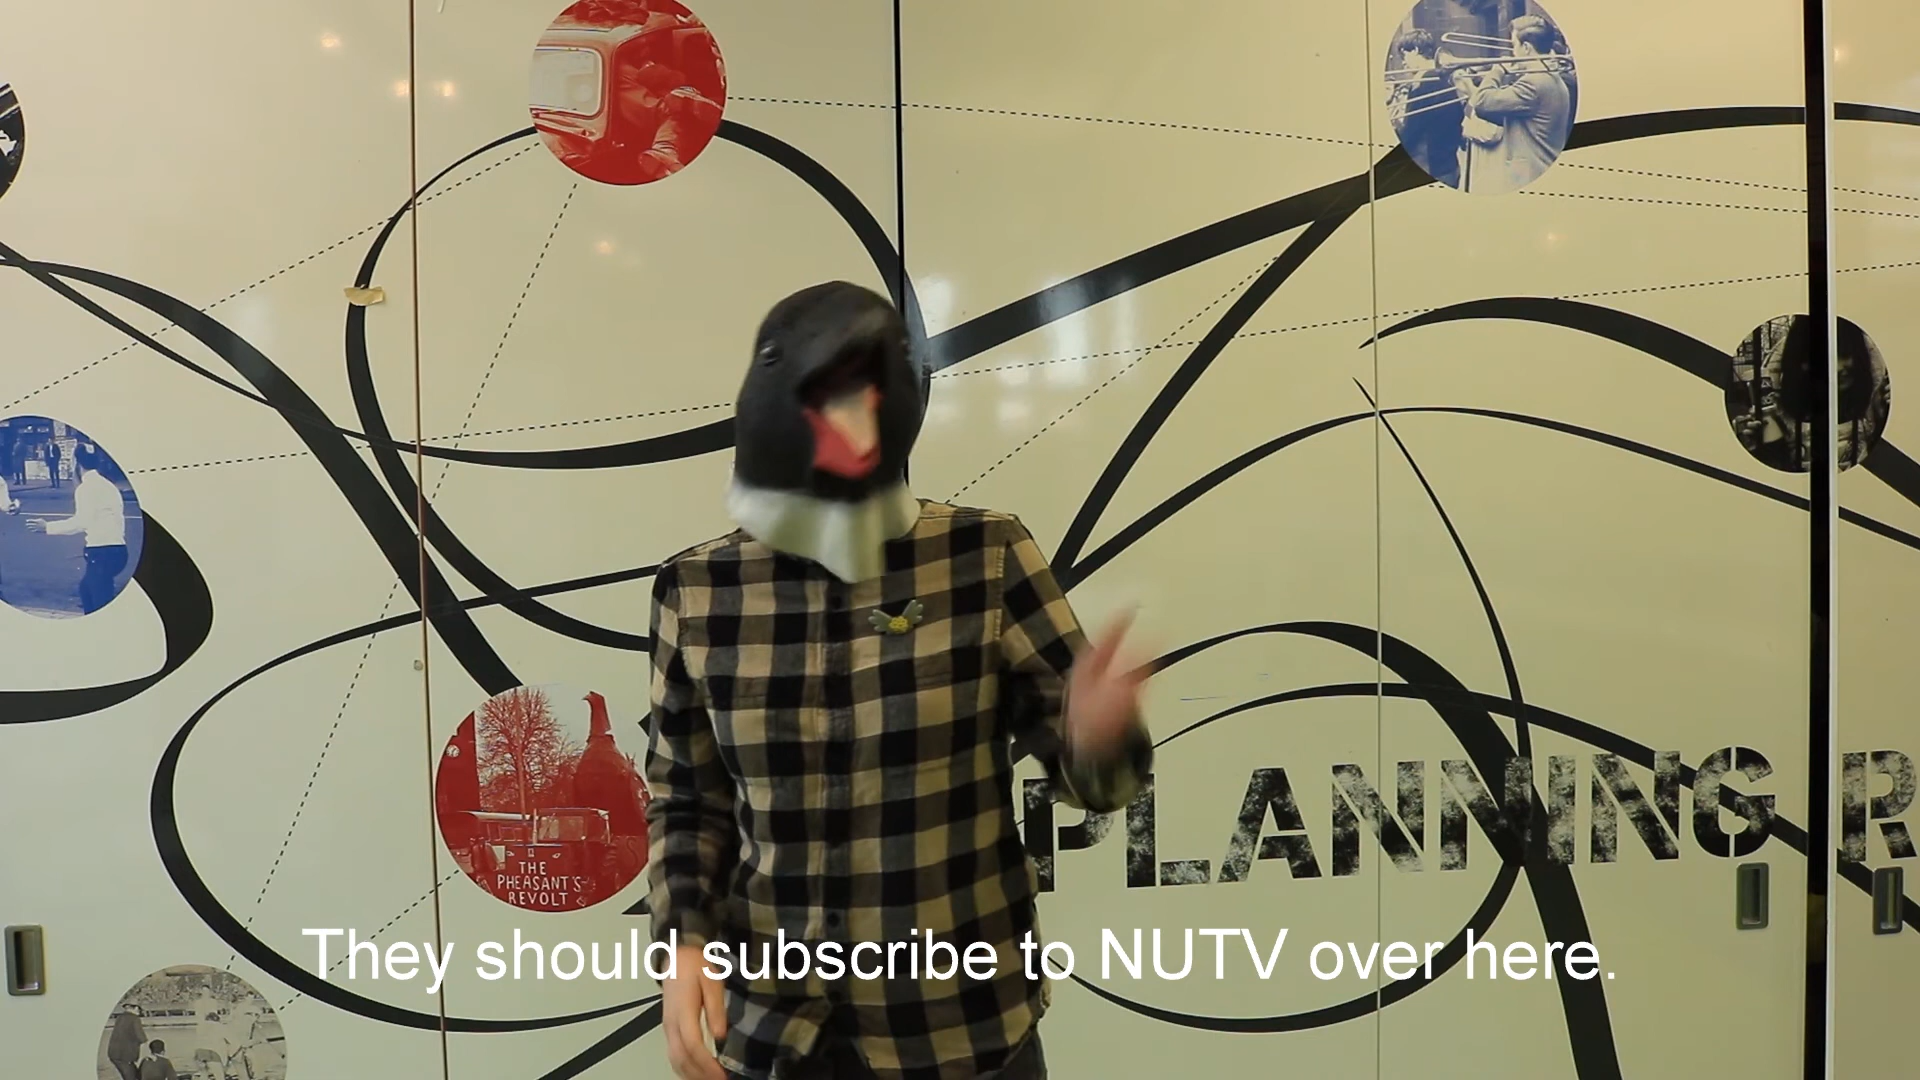 PLANNING R
THE
PHEASANT'S
REVOLT
They should subscribe to NUTV over here.